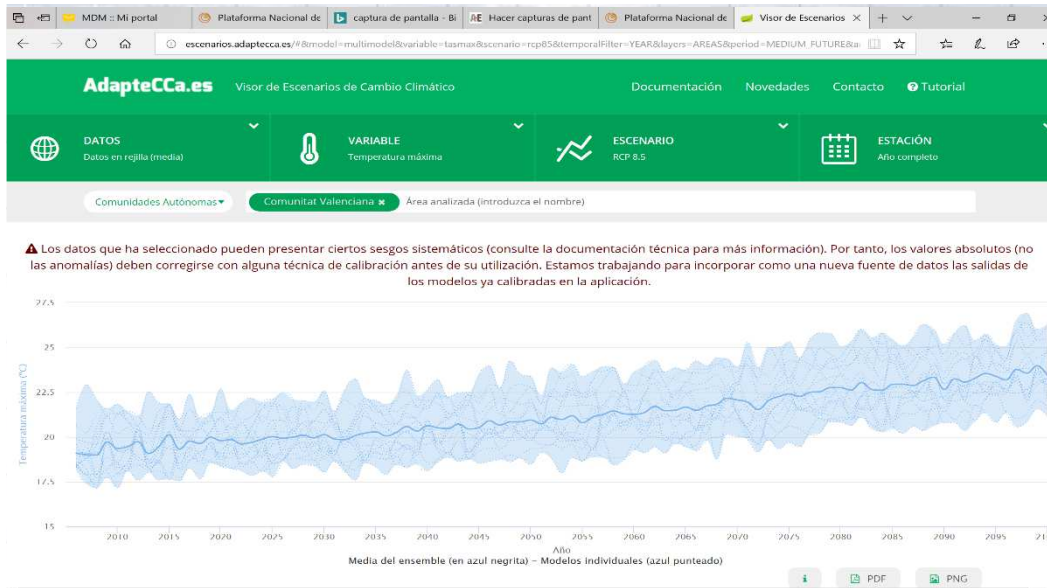 MDM :: Mi portal
Plataforma Nacional de
captura de pantalla - Bi
Hacer capturas de pant
Plataforma Nacional de
Visor de Escenarios
escenarios.adaptecca.es/#&model=multimodel&variable=tasmax&scenario=rcp85&temporalFilter=YEAR&layers=AREAS&period=MEDIUM_FUTURE&a
AdapteCCa.es Visor de Escenarios de Cambio Climático Documentación Novedades Contacto Tutorial
DATOS VARIABLE ESCENARIO ESTACIÓN
Datos en rejilla (media) Temperatura máxima RCP 8.5 Año completo
Comunidades Autónomas Comunitat Valenciana × Área analizada (introduzca el nombre)
Los datos que ha seleccionado pueden presentar ciertos sesgos sistemáticos (consulte la documentación técnica para más información). Por tanto, los valores absolutos (no
las anomalías) deben corregirse con alguna técnica de calibración antes de su utilización. Estamos trabajando para incorporar como una nueva fuente de datos las salidas de
los modelos ya calibradas en la aplicación.
27.5
25
22.5
20
17.5
15
Temperatura máxima (°C)
2010 2015 2020 2025 2030 2035 2040 2045 2050 2055 2060 2065 2070 2075 2080 2085 2090 2095 21
Año
Media del ensemble (en azul negrita) – Modelos individuales (azul punteado)
i PDF PNG